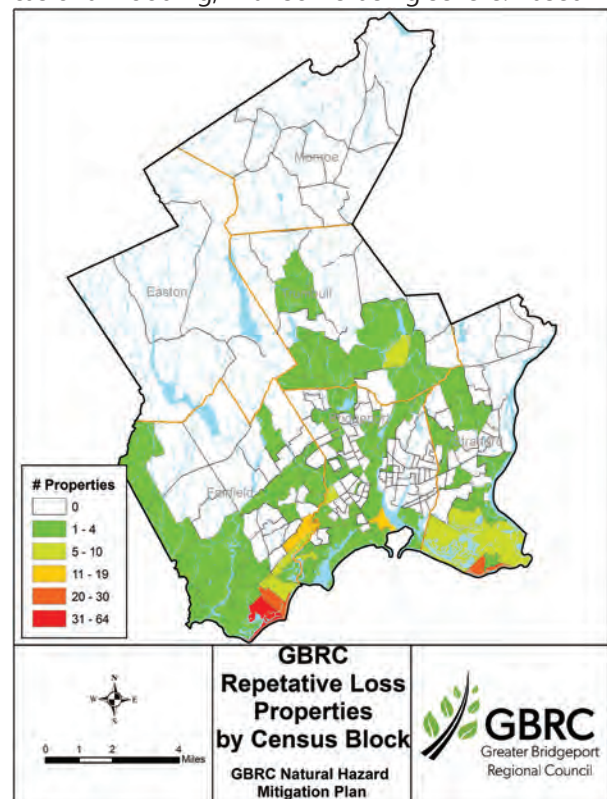 Monroe
Easton
Fairfield
# Properties
0
1 - 4
5 - 10
11 - 19
20 - 30
31 - 64
N
W E
S
0 1 2 4
Miles
GBRC
Repetative Loss
Properties
by Census Block
GBRC Natural Hazard
Mitigation Plan
GBRC
Greater Bridgeport
Regional Council